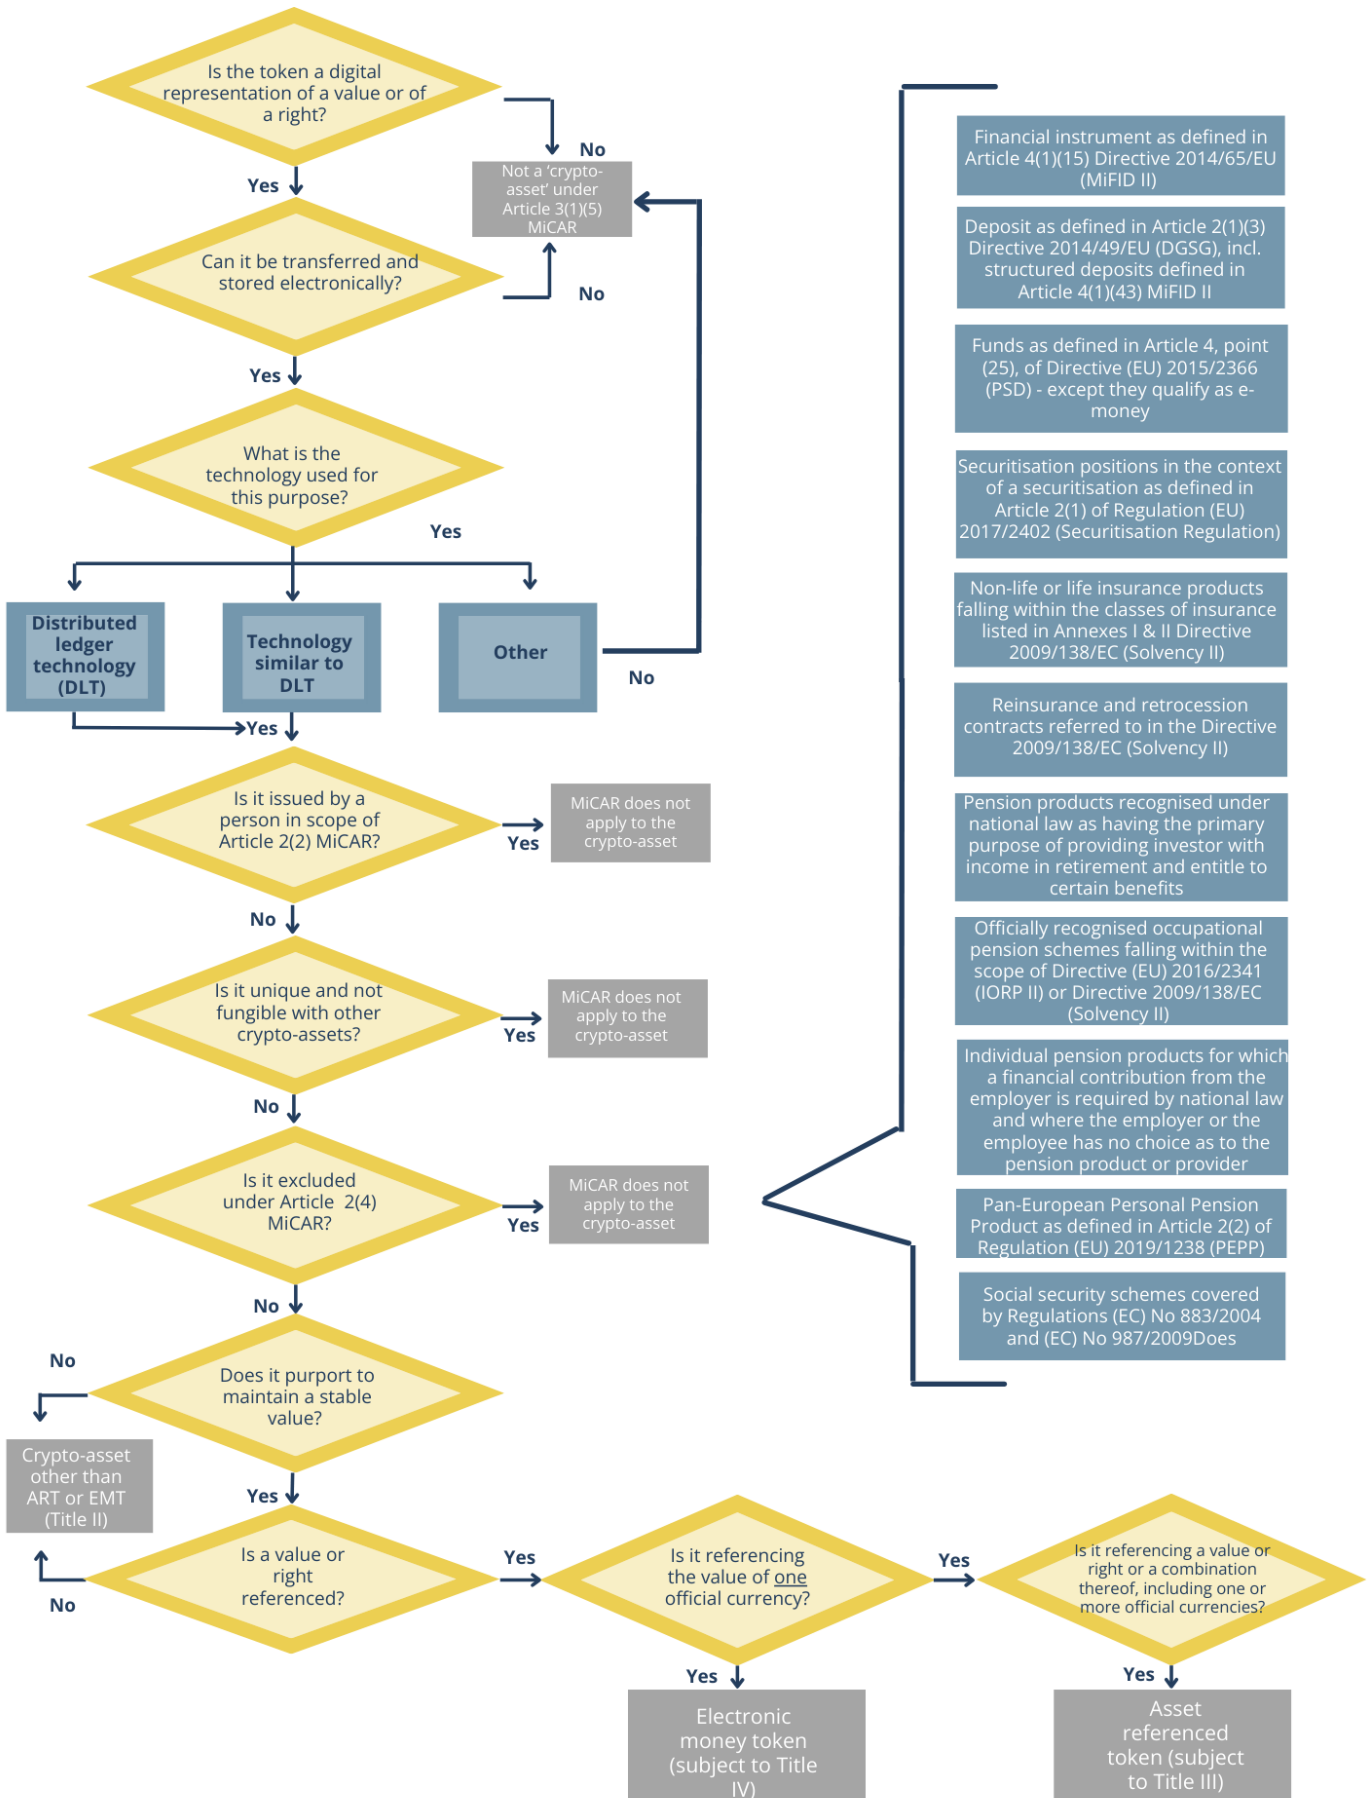 Is the token a digital
representation of a value or of
a right?
No
Yes
Not a ‘crypto-
asset’ under
Article 3(1)(5)
MiCAR
Can it be transferred and
stored electronically?
No
Yes
What is the
technology used for
this purpose?
Yes
Distributed
ledger
technology
(DLT)
Technology
similar to
DLT
Other
No
Yes
Is it issued by a
person in scope of
Article 2(2) MiCAR?
Yes
MiCAR does not
apply to the
crypto-asset
No
Is it unique and not
fungible with other
crypto-assets?
Yes
MiCAR does not
apply to the
crypto-asset
No
Is it excluded
under Article 2(4)
MiCAR?
Yes
MiCAR does not
apply to the
crypto-asset
No
Financial instrument as defined in
Article 4(1)(15) Directive 2014/65/EU
(MiFID II)
Deposit as defined in Article 2(1)(3)
Directive 2014/49/EU (DGSG), incl.
structured deposits defined in
Article 4(1)(43) MiFID II
Funds as defined in Article 4, point
(25), of Directive (EU) 2015/2366
(PSD) - except they qualify as e-
money
Securitisation positions in the context
of a securitisation as defined in
Article 2(1) of Regulation (EU)
2017/2402 (Securitisation Regulation)
Non-life or life insurance products
falling within the classes of insurance
listed in Annexes I & II Directive
2009/138/EC (Solvency II)
Reinsurance and retrocession
contracts referred to in the Directive
2009/138/EC (Solvency II)
Pension products recognised under
national law as having the primary
purpose of providing investor with
income in retirement and entitle to
certain benefits
Officially recognised occupational
pension schemes falling within the
scope of Directive (EU) 2016/2341
(IORP II) or Directive 2009/138/EC
(Solvency II)
Individual pension products for which
a financial contribution from the
employer is required by national law
and where the employer or the
employee has no choice as to the
pension product or provider
Pan-European Personal Pension
Product as defined in Article 2(2) of
Regulation (EU) 2019/1238 (PEPP)
Social security schemes covered
by Regulations (EC) No 883/2004
and (EC) No 987/2009Does
Does it purport to
maintain a stable
value?
No
Crypto-asset
other than
ART or EMT
(Title II)
Yes
Is a value or
right
referenced?
No
Yes
Is it referencing
the value of one
official currency?
Yes
Is it referencing a value or
right or a combination
thereof, including one or
more official currencies?
Yes
Electronic
money token
(subject to Title
IV)
Yes
Asset
referenced
token (subject
to Title III)